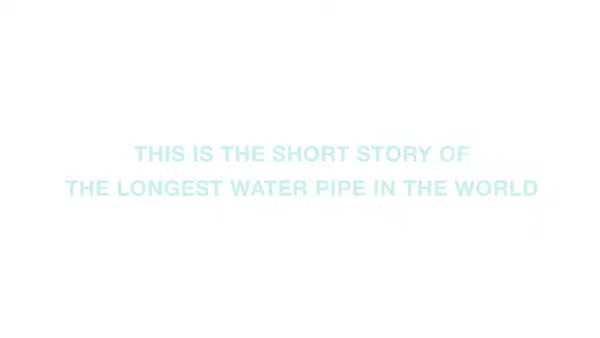 THIS IS THE SHORT STORY OF
THE LONGEST WATER PIPE IN THE WORLD